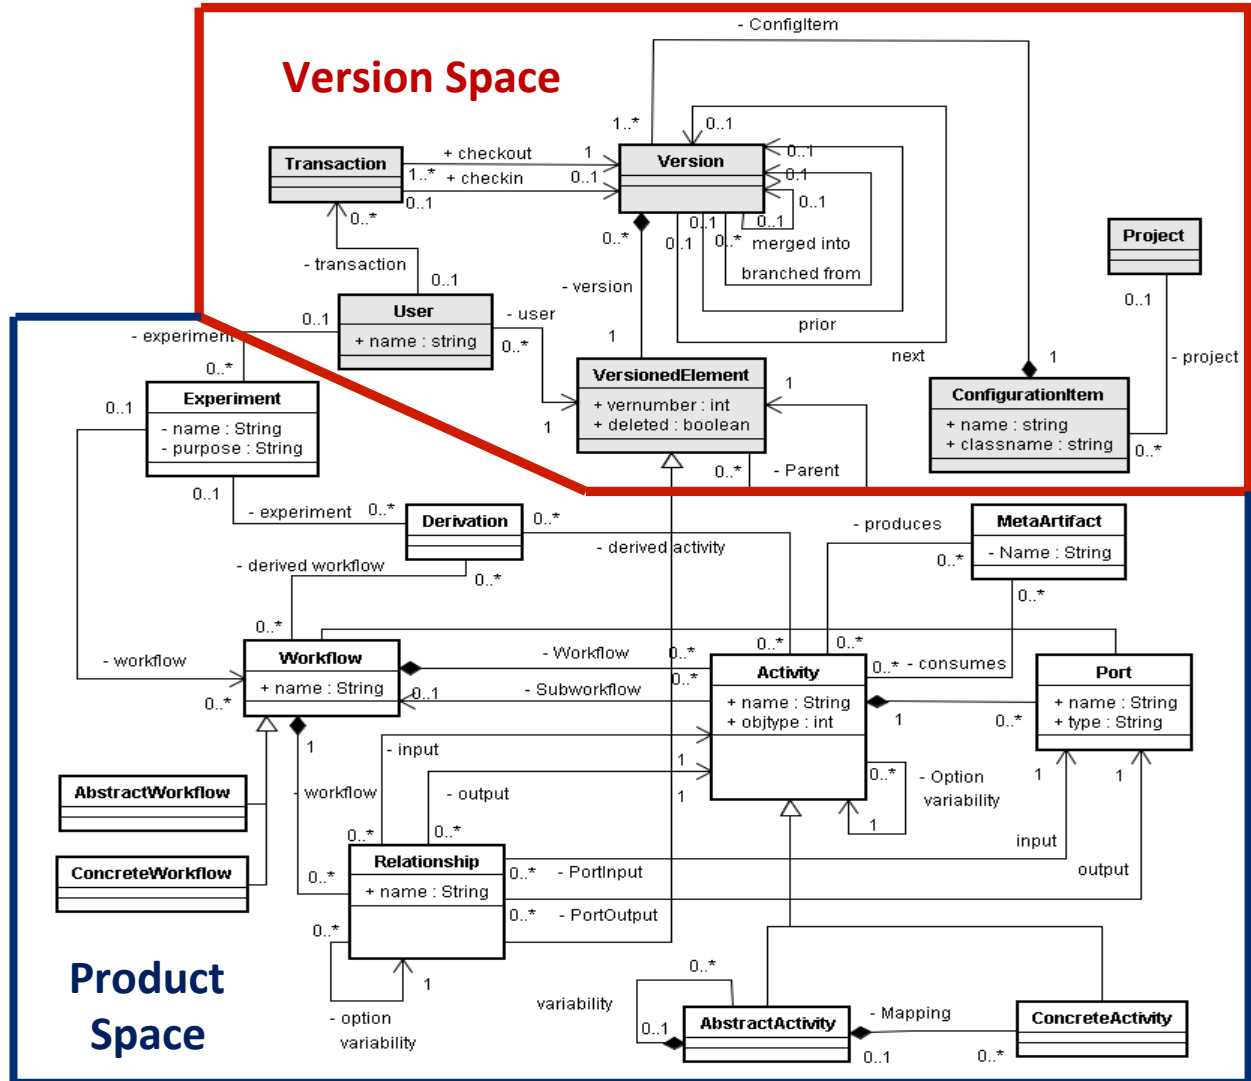 - ConfigItem
Version Space
1..*
0..1
Transaction
+ checkout
1
Version
0..1
1..*
+ checkin
0..1
0..1
0..1
0..1
0..*
0..*
0..1
0..1
0..*
0..1
merged into
Project
- transaction
branched from
0..1
- version
0..1
User
+ name : string
0..1
- user
prior
- experiment
0..*
1
next
- project
0..*
VersionedElement
+ vernumber : int
+ deleted : boolean
1
1
Experiment
- name : String
- purpose : String
0..1
ConfigurationItem
+ name : string
+ classname : string
1
0..*
0..*
- Parent
0..1
- experiment
0..*
Derivation
0..*
- produces
MetaArtifact
- Name : String
- derived activity
- derived workflow
0..*
0..*
0..*
0..*
0..*
0..*
- workflow
Workflow
+ name : String
- Workflow
0..*
Activity
+ name : String
+ objtype : int
0..*
- consumes
Port
+ name : String
+ type : String
0..*
- Subworkflow
0..*
0..1
1
0..*
1
- input
1
0..*
1
1
AbstractWorkflow
- workflow
- output
1
- Option
variability
0..*
0..*
1
input
ConcreteWorkflow
Relationship
+ name : String
0..*
0..*
- PortInput
output
0..*
- PortOutput
0..*
Product
Space
1
0..*
variability
- option
variability
0..1
AbstractActivity
- Mapping
ConcreteActivity
0..1
0..*